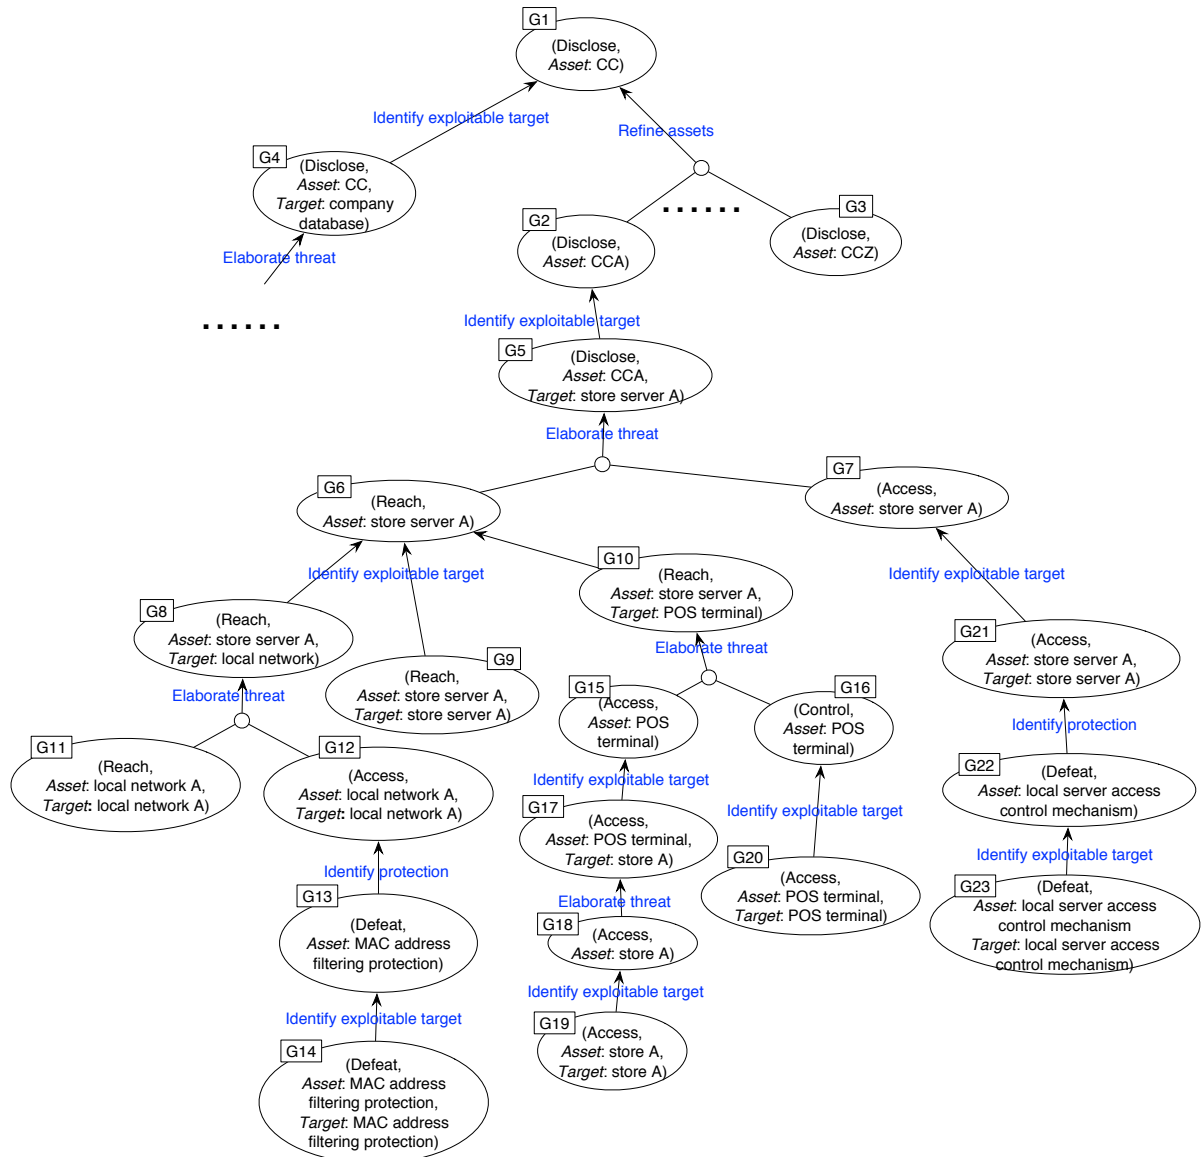 G1
(Disclose,
Asset: CC)
Identify exploitable target
Refine assets
G4
(Disclose,
Asset: CC,
Target: company
database)
Elaborate threat
......
......
G2
(Disclose,
Asset: CCA)
G3
(Disclose,
Asset: CCZ)
Identify exploitable target
G5
(Disclose,
Asset: CCA,
Target: store server A)
Elaborate threat
G6
(Reach,
Asset: store server A)
G7
(Access,
Asset: store server A)
Identify exploitable target
G10
(Reach,
Asset: store server A,
Target: POS terminal)
Identify exploitable target
G8
(Reach,
Asset: store server A,
Target: local network)
G9
(Reach,
Asset: store server A,
Target: store server A)
Elaborate threat
G21
(Access,
Asset: store server A,
Target: store server A)
Elaborate threat
G15
(Access,
Asset: POS
terminal)
G16
(Control,
Asset: POS
terminal)
Identify protection
G11
(Reach,
Asset: local network A,
Target: local network A)
G12
(Access,
Asset: local network A,
Target: local network A)
Identify exploitable target
Identify exploitable target
G22
(Defeat,
Asset: local server access
control mechanism)
G17
(Access,
Asset: POS terminal,
Target: store A)
G20
(Access,
Asset: POS terminal,
Target: POS terminal)
Identify exploitable target
G23
(Defeat,
Asset: local server access
control mechanism
Target: local server access
control mechanism)
Identify protection
G13
(Defeat,
Asset: MAC address
filtering protection)
Elaborate threat
G18
(Access,
Asset: store A)
Identify exploitable target
G19
(Access,
Asset: store A,
Target: store A)
Identify exploitable target
G14
(Defeat,
Asset: MAC address
filtering protection,
Target: MAC address
filtering protection)